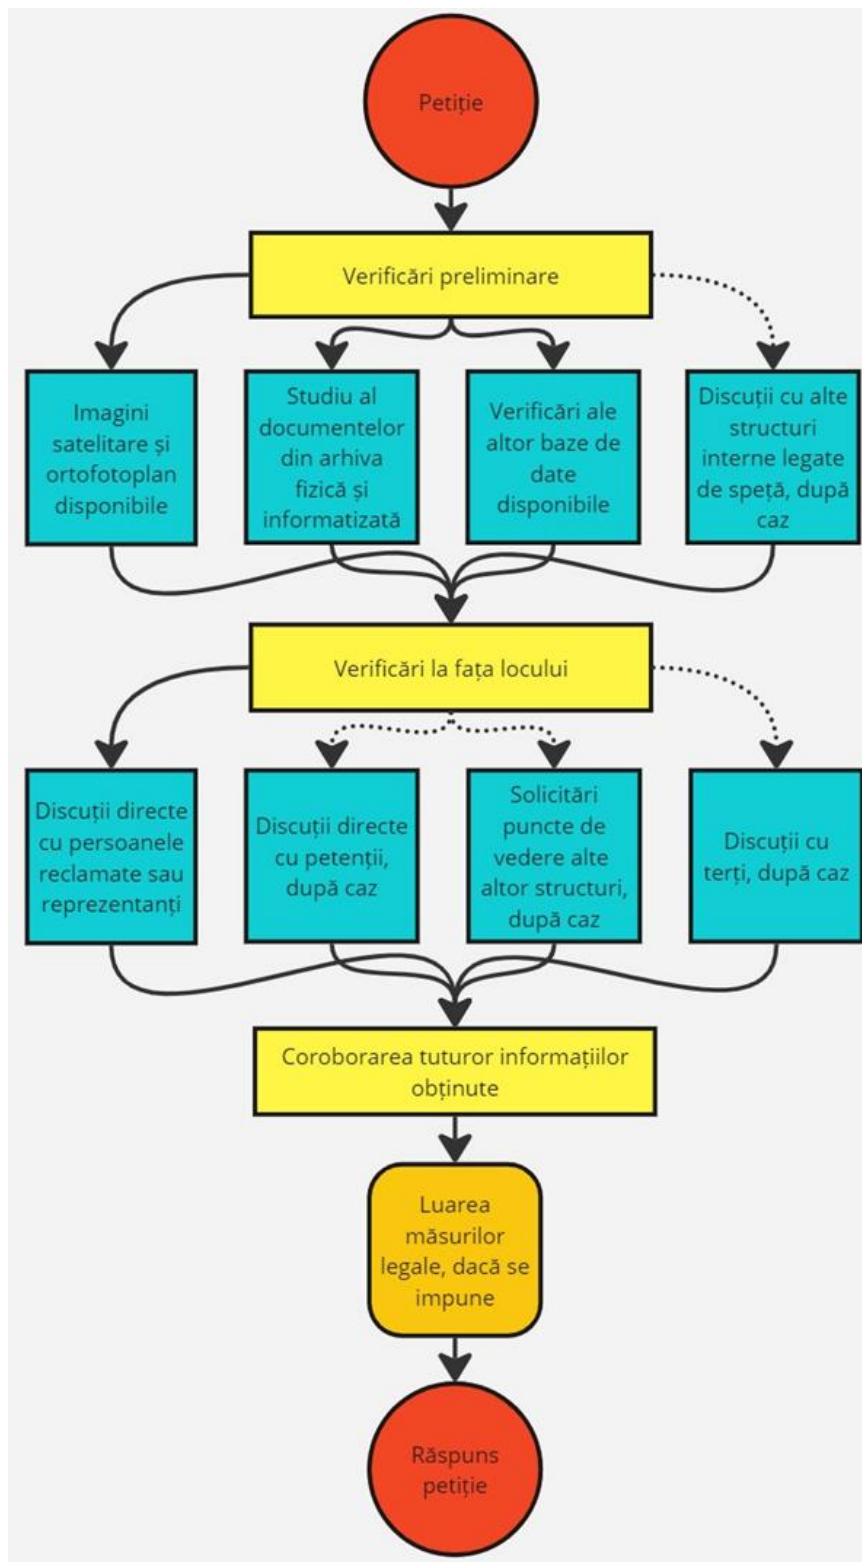 Petiție
Verificări preliminare
Imagini
satelitare și
ortofotoplan
disponibile
Studiu al
documentelor
din arhiva
fizică și
informatizată
Verificări ale
altor baze de
date
disponibile
Discuții cu alte
structuri
interne legate
de speță, după
caz
Verificări la fața locului
Discuții directe
cu persoanele
reclamate sau
reprezentanți
Discuții directe
cu petenții,
după caz
Solicitări
puncte de
vedere alte
altor structuri,
după caz
Discuții cu
terți, după caz
Coroborarea tuturor informațiilor
obținute
Luarea
măsurilor
legale, dacă se
impune
Răspuns
petiție